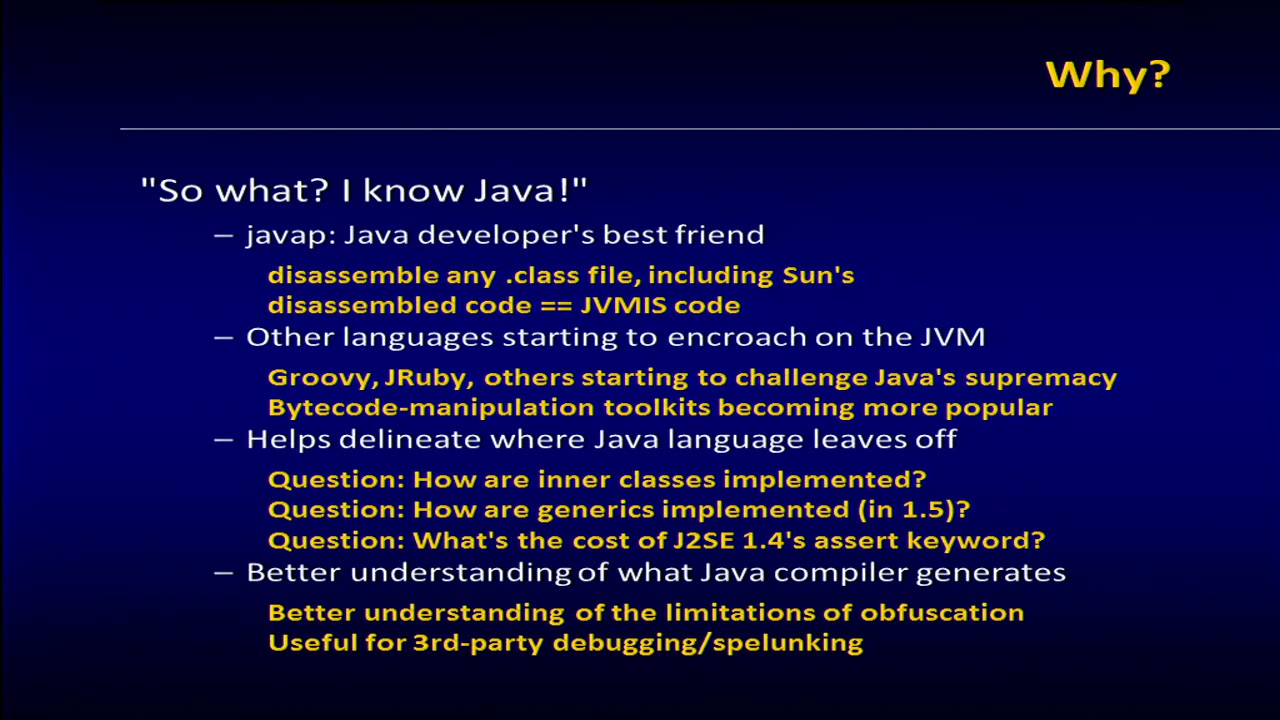 Why?
"So what? I know Java!"
– javap: Java developer's best friend
disassemble any .class file, including Sun's
disassembled code == JVMIS code
– Other languages starting to encroach on the JVM
Groovy, JRuby, others starting to challenge Java's supremacy
Bytecode-manipulation toolkits becoming more popular
– Helps delineate where Java language leaves off
Question: How are inner classes implemented?
Question: How are generics implemented (in 1.5)?
Question: What's the cost of J2SE 1.4's assert keyword?
– Better understanding of what Java compiler generates
Better understanding of the limitations of obfuscation
Useful for 3rd-party debugging/spelunking